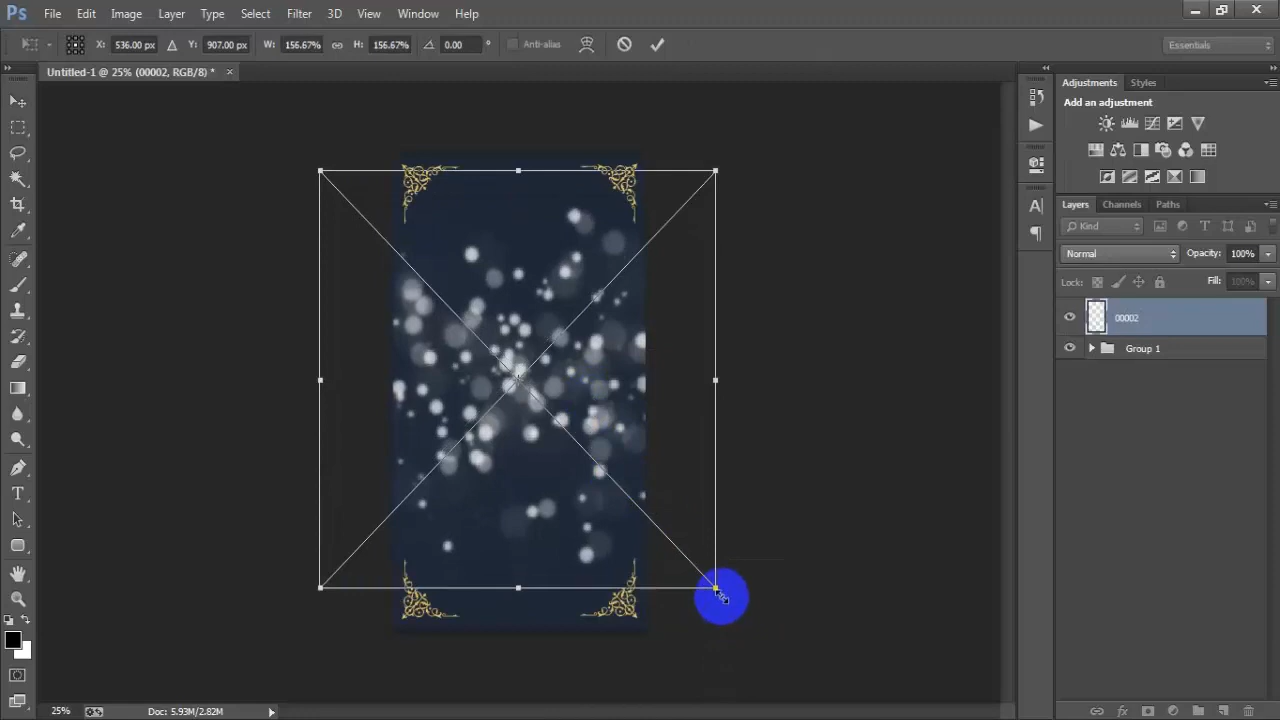 Ps File Edit Image Layer Type Select Filter 3D View Window Help
X: 536.00 px Y: 907.00 px W: 156.67% H: 156.67% 0.00 ° Anti-alias Essentials
Untitled-1 @ 25% (00002, RGB/8) * ×
Adjustments Styles
Add an adjustment
Layers Channels Paths
Kind
Normal Opacity: 100%
Lock: Fill: 100%
00002
Group 1
25% Doc: 5.93M/2.82M